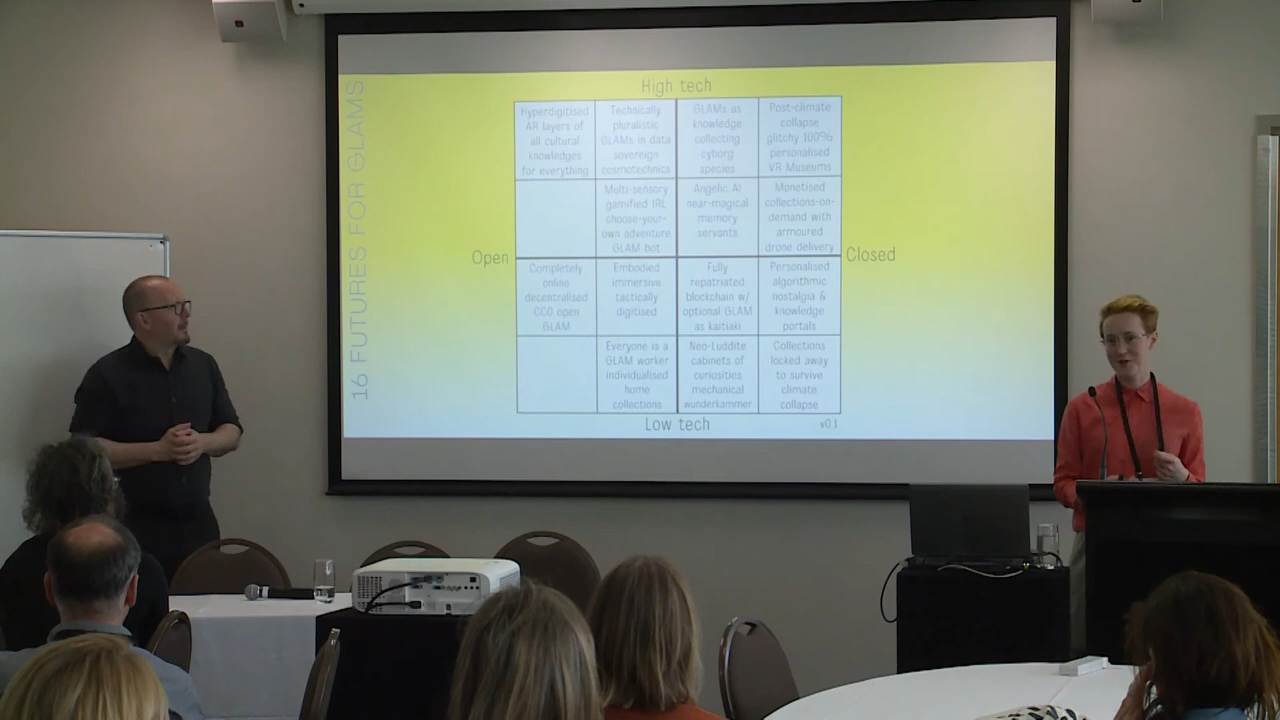 16 FUTURES FOR GLAMS
High tech
Hyperdigitised
AR layers of
all cultural
knowledges
for everything
Technically
pluralistic
GLAMs in data
sovereign
cosmotechnics
GLAMs as
knowledge
collecting
cyborg
species
Post-climate
collapse
glitchy 100%
personalised
VR Museums
Multi-sensory
gamified IRL
choose-your-
own adventure
GLAM bot
Angelic AI
near-magical
memory
servants
Monetised
collections-on-
demand with
armoured
drone delivery
Open
Closed
Completely
online
decentralised
CC0 open
GLAM
Embodied
immersive
tactically
digitised
Fully
repatriated
blockchain w/
optional GLAM
as kaitiaki
Personalised
algorithmic
nostalgia &
knowledge
portals
Everyone is a
GLAM worker
individualised
home
collections
Neo-Luddite
cabinets of
curiosities
mechanical
wunderkammer
Collections
locked away
to survive
climate
collapse
Low tech
v0.1